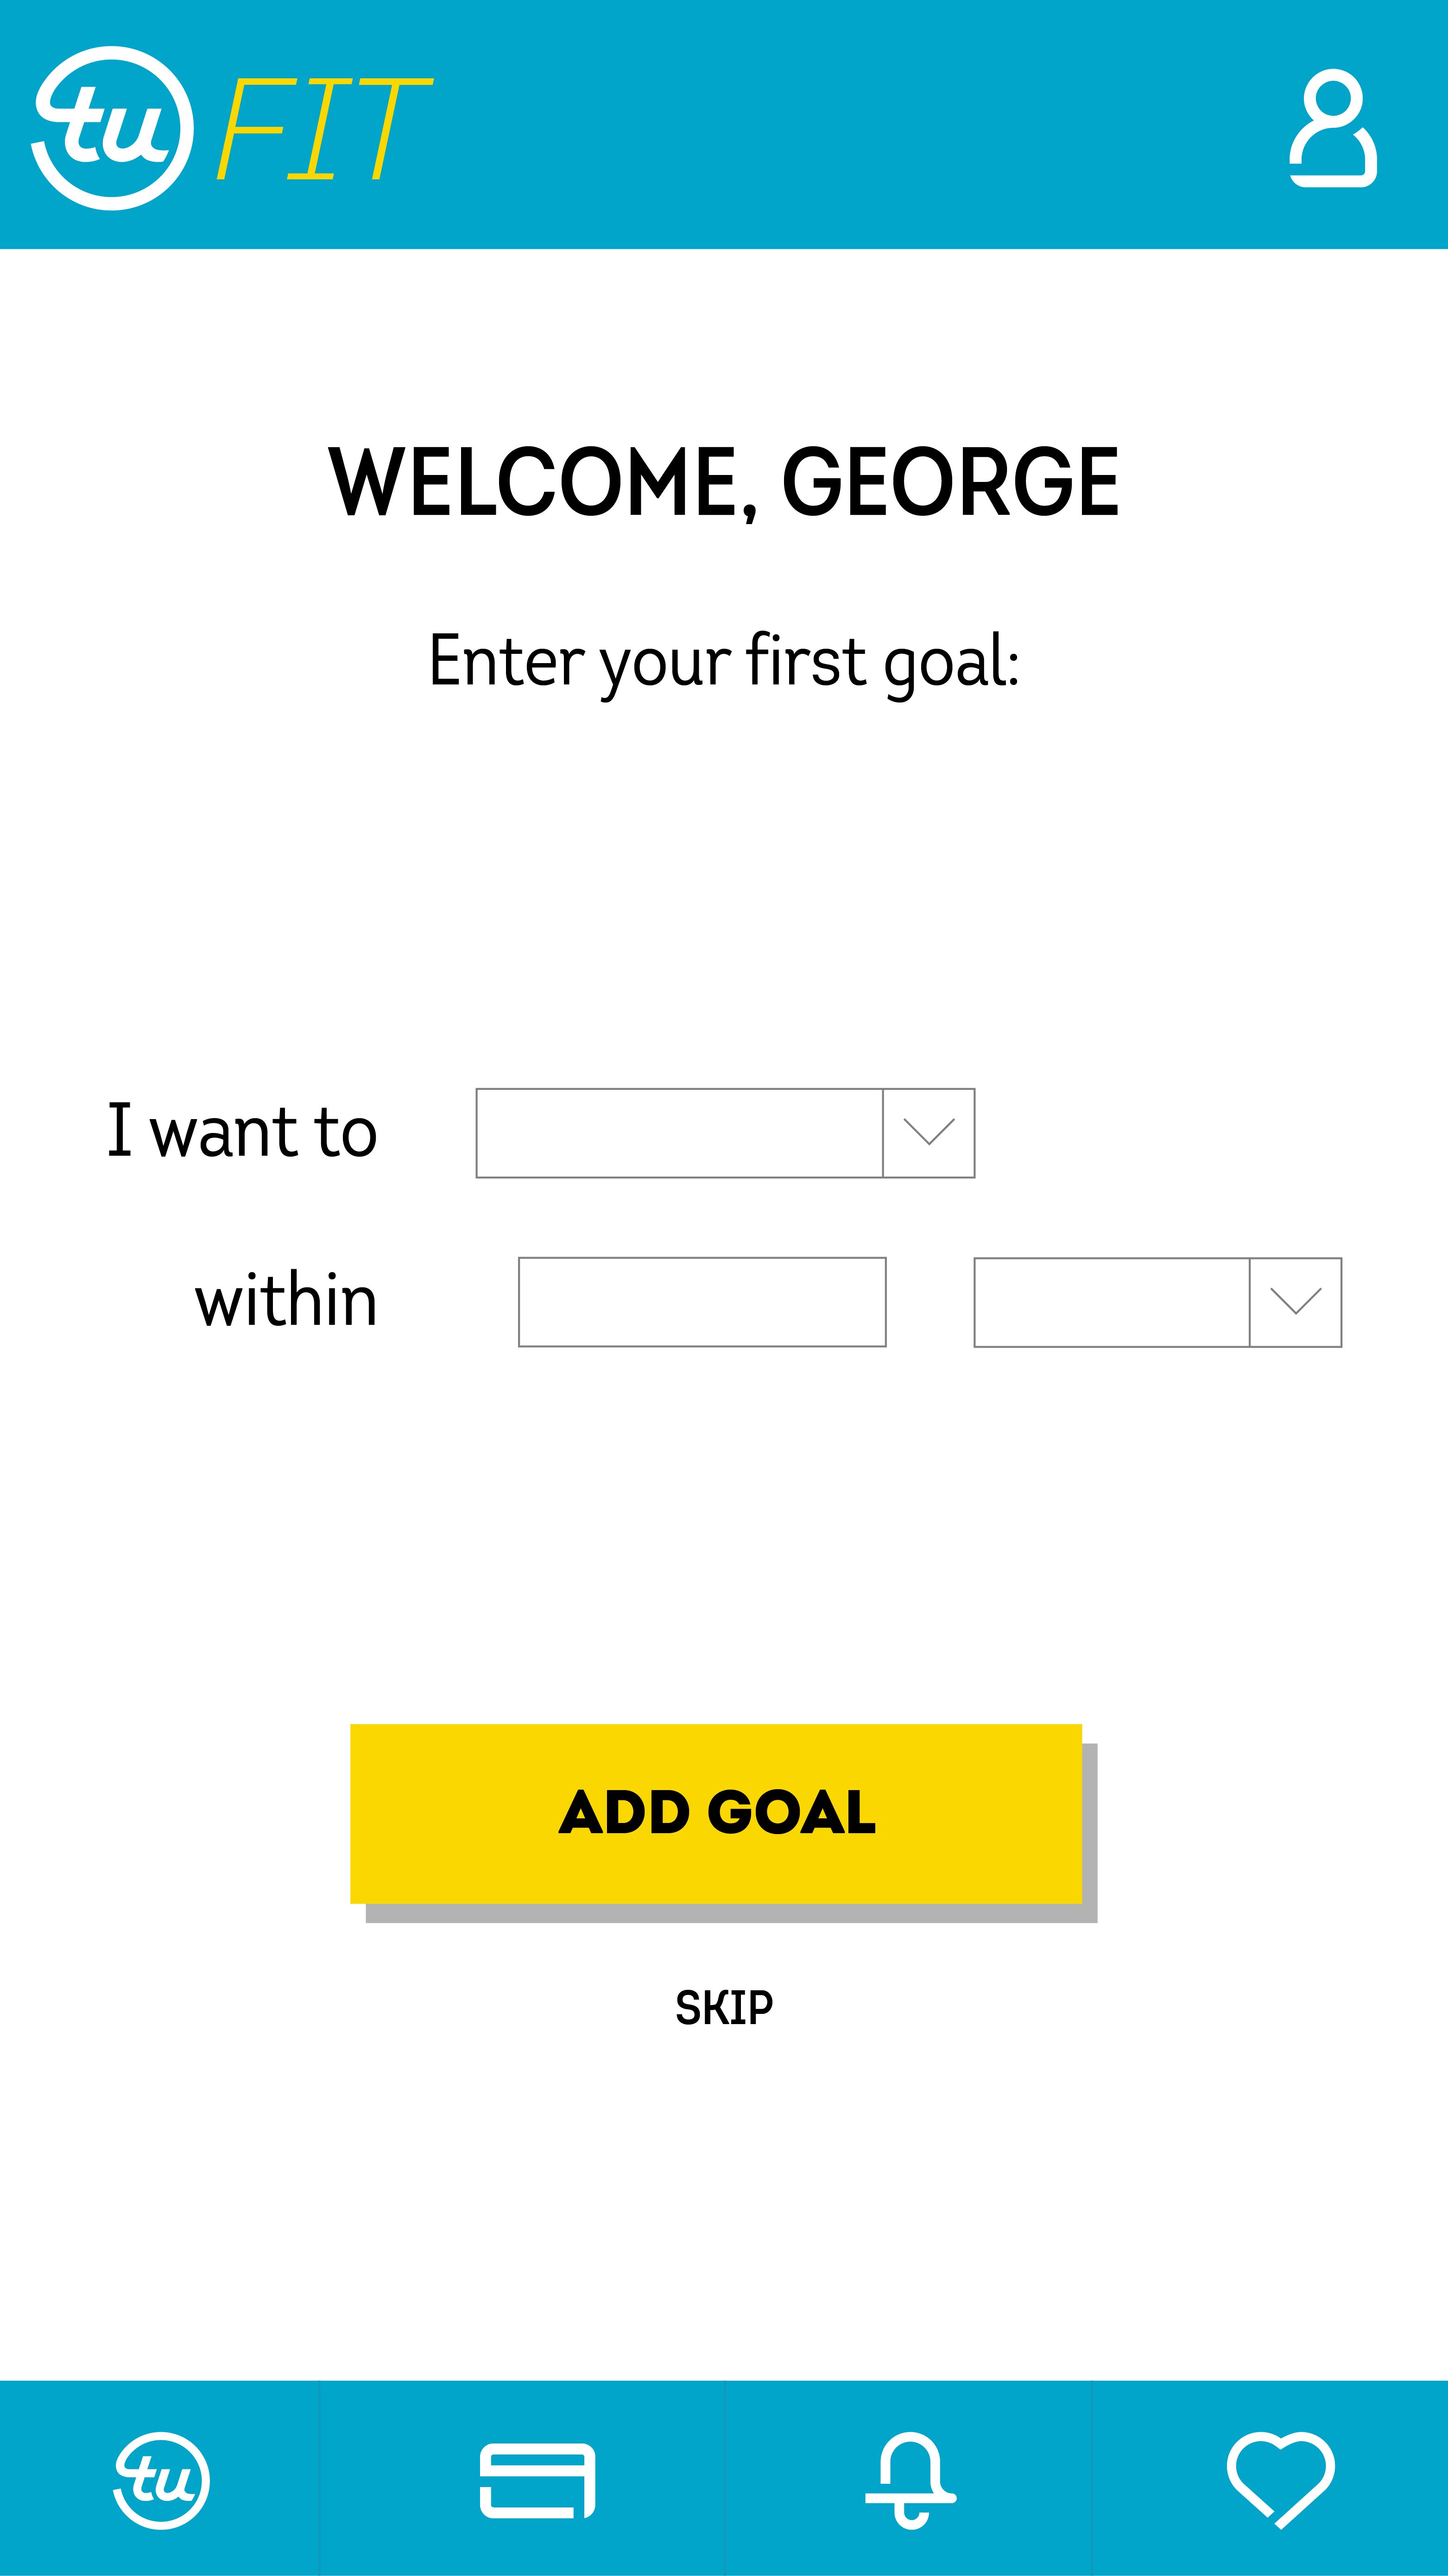 tu FIT
WELCOME, GEORGE
Enter your first goal:
I want to
within
ADD GOAL
SKIP
tu